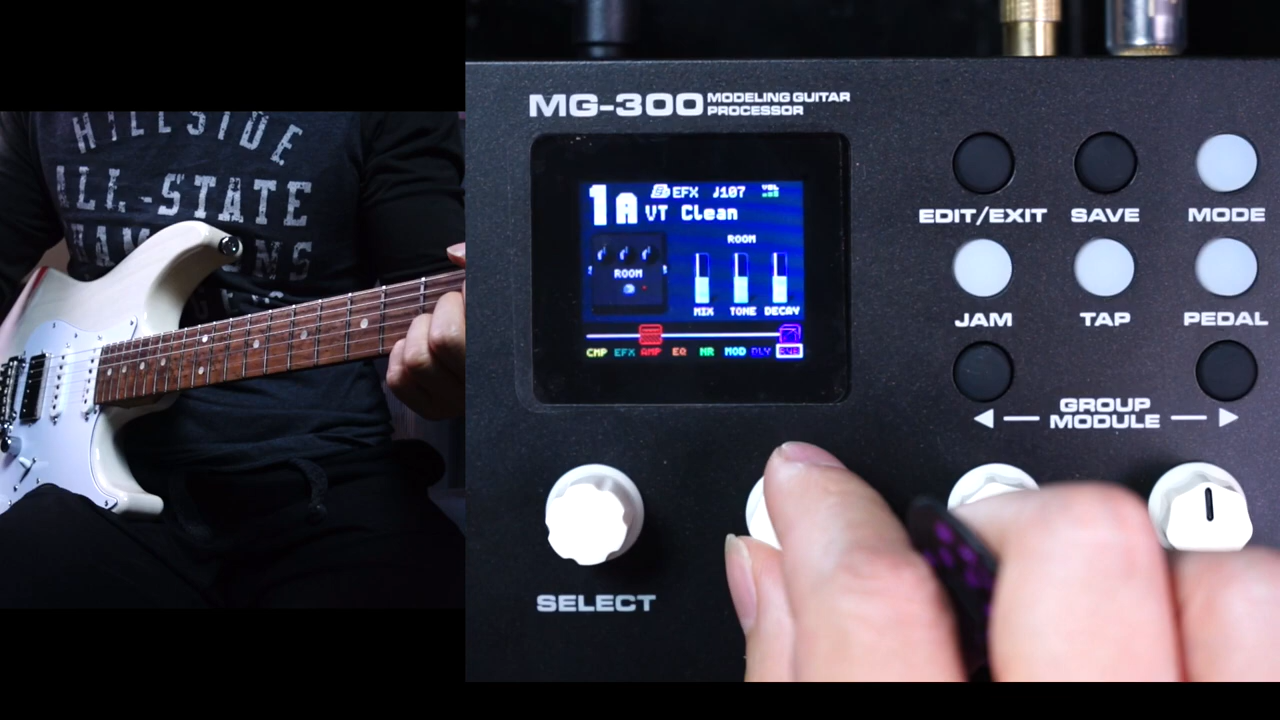 HILLSIDE
ALL-STATE
MG-300 MODELING GUITAR
PROCESSOR
1A EFX J107 VOL
VT Clean
ROOM
ROOM
MIX TONE DECAY
CMP EFX AMP EQ NR MOD DLY RVB
EDIT/EXIT SAVE MODE
JAM TAP PEDAL
GROUP
MODULE
SELECT